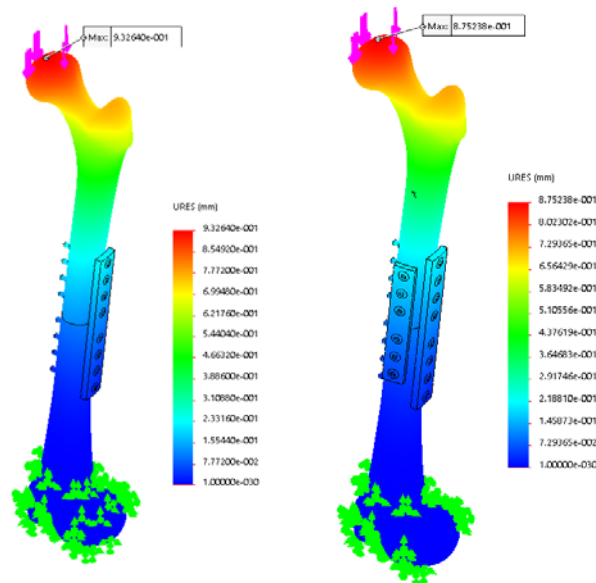 Max: 9.32640e-001
URES (mm)
9.32640e-001
8.54920e-001
7.77200e-001
6.99480e-001
6.21760e-001
5.44040e-001
4.66320e-001
3.88600e-001
3.10880e-001
2.33160e-001
1.55440e-001
7.77200e-002
1.00000e-030
Max: 8.75238e-001
URES (mm)
8.75238e-001
8.02302e-001
7.29365e-001
6.56429e-001
5.83492e-001
5.10556e-001
4.37619e-001
3.64683e-001
2.91746e-001
2.18810e-001
1.45873e-001
7.29365e-002
1.00000e-030